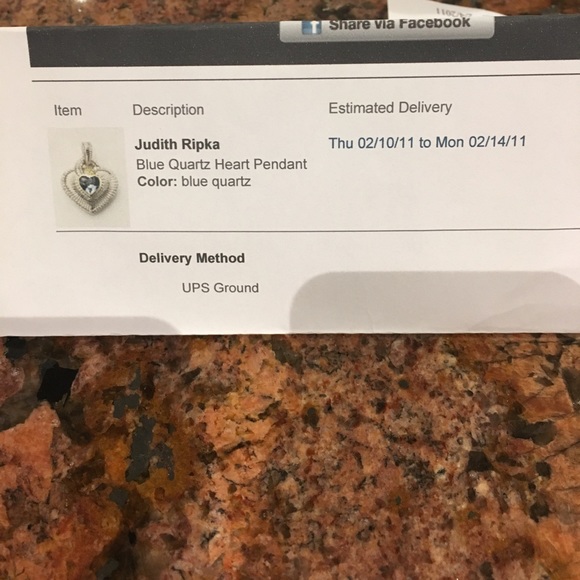 Share via Facebook
Item
Description
Estimated Delivery
Judith Ripka
Thu 02/10/11 to Mon 02/14/11
Blue Quartz Heart Pendant
Color: blue quartz
Delivery Method
UPS Ground